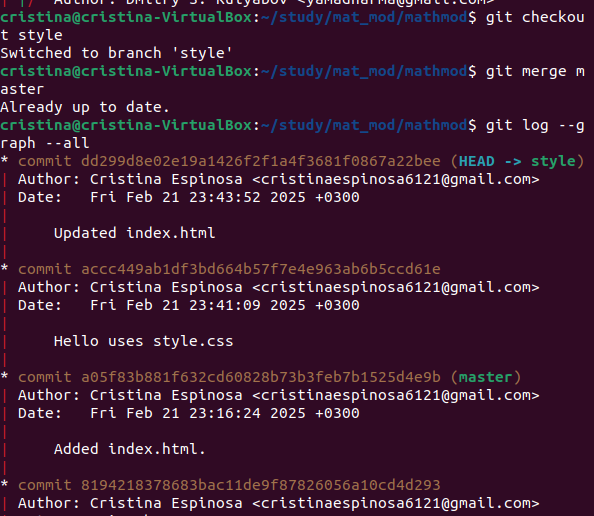 | |/  Author: Dmitry S. Kulyabov <yamadharma@gmail.com>
cristina@cristina-VirtualBox:~/study/mat_mod/mathmod$ git checkou
t style
Switched to branch 'style'
cristina@cristina-VirtualBox:~/study/mat_mod/mathmod$ git merge m
aster
Already up to date.
cristina@cristina-VirtualBox:~/study/mat_mod/mathmod$ git log --g
raph --all
* commit dd299d8e02e19a1426f2f1a4f3681f0867a22bee (HEAD -> style)
| Author: Cristina Espinosa <cristinaespinosa6121@gmail.com>
| Date:   Fri Feb 21 23:43:52 2025 +0300
|
|     Updated index.html
|
* commit accc449ab1df3bd664b57f7e4e963ab6b5ccd61e
| Author: Cristina Espinosa <cristinaespinosa6121@gmail.com>
| Date:   Fri Feb 21 23:41:09 2025 +0300
|
|     Hello uses style.css
|
* commit a05f83b881f632cd60828b73b3feb7b1525d4e9b (master)
| Author: Cristina Espinosa <cristinaespinosa6121@gmail.com>
| Date:   Fri Feb 21 23:16:24 2025 +0300
|
|     Added index.html.
|
* commit 8194218378683bac11de9f87826056a10cd4d293
| Author: Cristina Espinosa <cristinaespinosa6121@gmail.com>